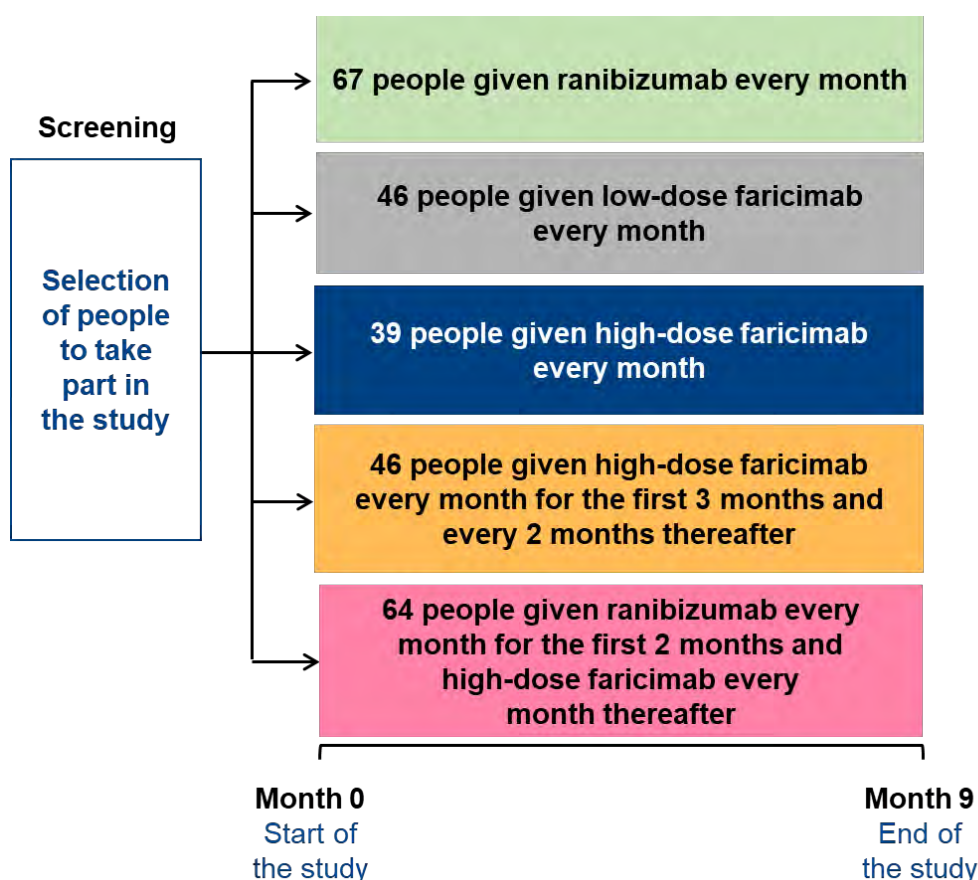 67 people given ranibizumab every month
Screening
46 people given low-dose faricimab
every month
Selection
of people
to take
part in
the study
39 people given high-dose faricimab
every month
46 people given high-dose faricimab
every month for the first 3 months and
every 2 months thereafter
64 people given ranibizumab every
month for the first 2 months and
high-dose faricimab every
month thereafter
Month 0
Start of
the study
Month 9
End of
the study